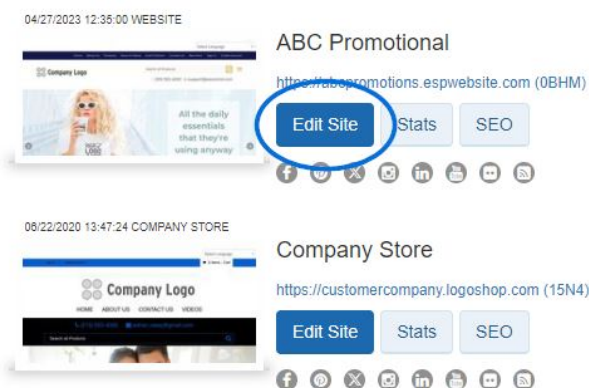 04/27/2023 12:35:00 WEBSITE
Company Logo
All the daily
essentials
that they're
using anyway
ABC Promotional
https://abcpromotions.espwebsite.com (0BHM)
Edit Site
Stats
SEO
06/22/2020 13:47:24 COMPANY STORE
Company Logo
HOME ABOUT US CONTACT US VIDEOS
Company Store
https://customercompany.logoshop.com (15N4)
Edit Site
Stats
SEO